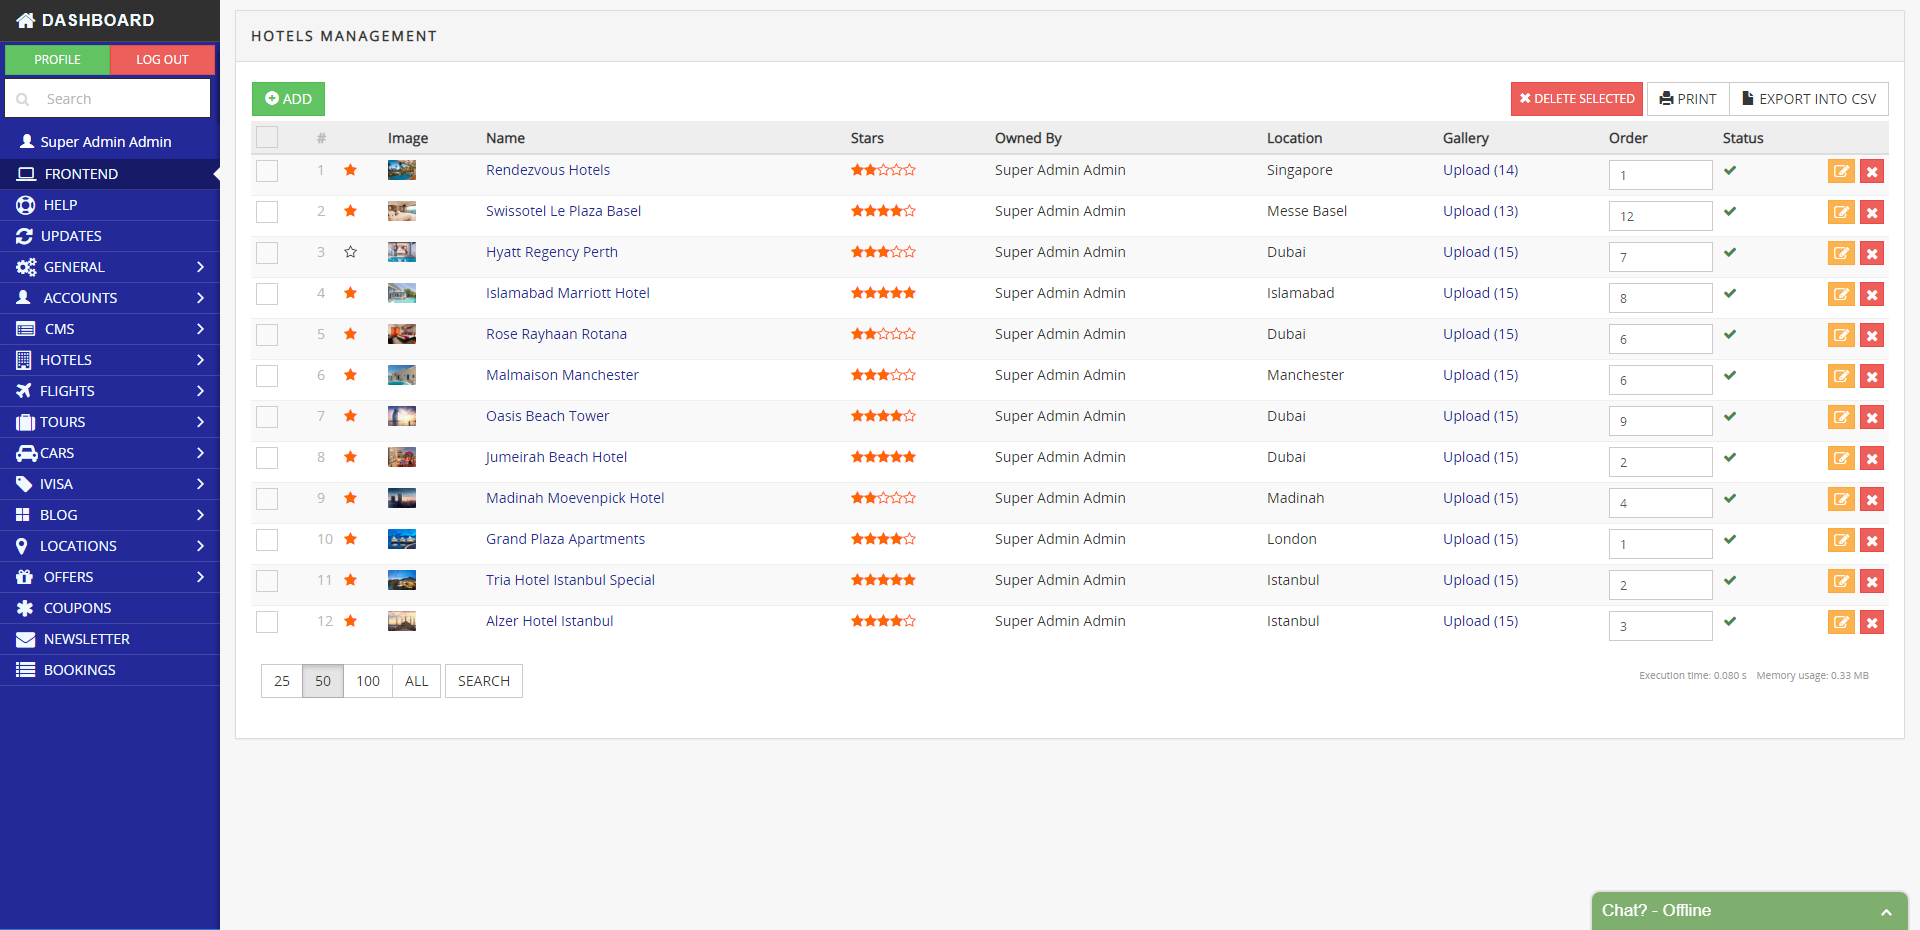 DASHBOARD
PROFILE LOG OUT
Search
Super Admin Admin
FRONTEND
HELP
UPDATES
GENERAL
ACCOUNTS
CMS
HOTELS
FLIGHTS
TOURS
CARS
IVISA
BLOG
LOCATIONS
OFFERS
COUPONS
NEWSLETTER
BOOKINGS
HOTELS MANAGEMENT
ADD DELETE SELECTED PRINT EXPORT INTO CSV
# Image Name Stars Owned By Location Gallery Order Status
1 Rendezvous Hotels Super Admin Admin Singapore Upload (14) 1
2 Swissotel Le Plaza Basel Super Admin Admin Messe Basel Upload (13) 12
3 Hyatt Regency Perth Super Admin Admin Dubai Upload (15) 7
4 Islamabad Marriott Hotel Super Admin Admin Islamabad Upload (15) 8
5 Rose Rayhaan Rotana Super Admin Admin Dubai Upload (15) 6
6 Malmaison Manchester Super Admin Admin Manchester Upload (15) 6
7 Oasis Beach Tower Super Admin Admin Dubai Upload (15) 9
8 Jumeirah Beach Hotel Super Admin Admin Dubai Upload (15) 2
9 Madinah Moevenpick Hotel Super Admin Admin Madinah Upload (15) 4
10 Grand Plaza Apartments Super Admin Admin London Upload (15) 1
11 Tria Hotel Istanbul Special Super Admin Admin Istanbul Upload (15) 2
12 Alzer Hotel Istanbul Super Admin Admin Istanbul Upload (15) 3
25 50 100 ALL SEARCH
Execution time: 0.080 s Memory usage: 0.33 MB
Chat? - Offline